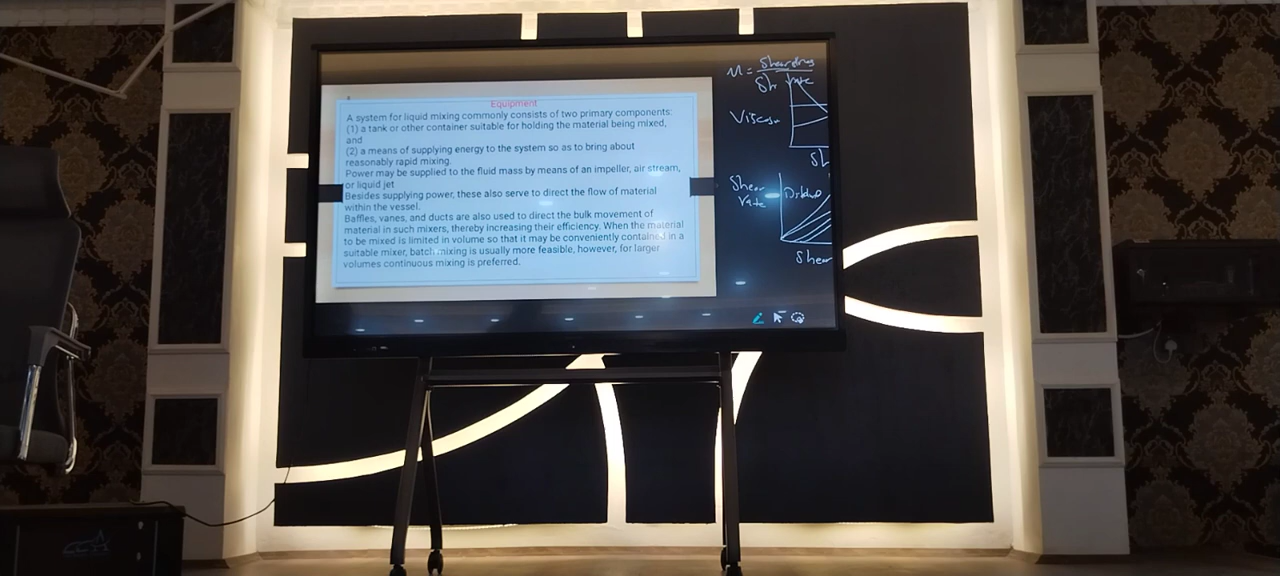 Equipment
A system for liquid mixing commonly consists of two primary components:
(1) a tank or other container suitable for holding the material being mixed,
and
(2) a means of supplying energy to the system so as to bring about
reasonably rapid mixing.
Power may be supplied to the fluid mass by means of an impeller, air stream,
or liquid jet
Besides supplying power, these also serve to direct the flow of material
within the vessel.
Baffles, vanes, and ducts are also used to direct the bulk movement of
material in such mixers, thereby increasing their efficiency. When the material
to be mixed is limited in volume so that it may be conveniently contained in a
suitable mixer, batch mixing is usually more feasible, however, for larger
volumes continuous mixing is preferred.
Shear
rate
Shear